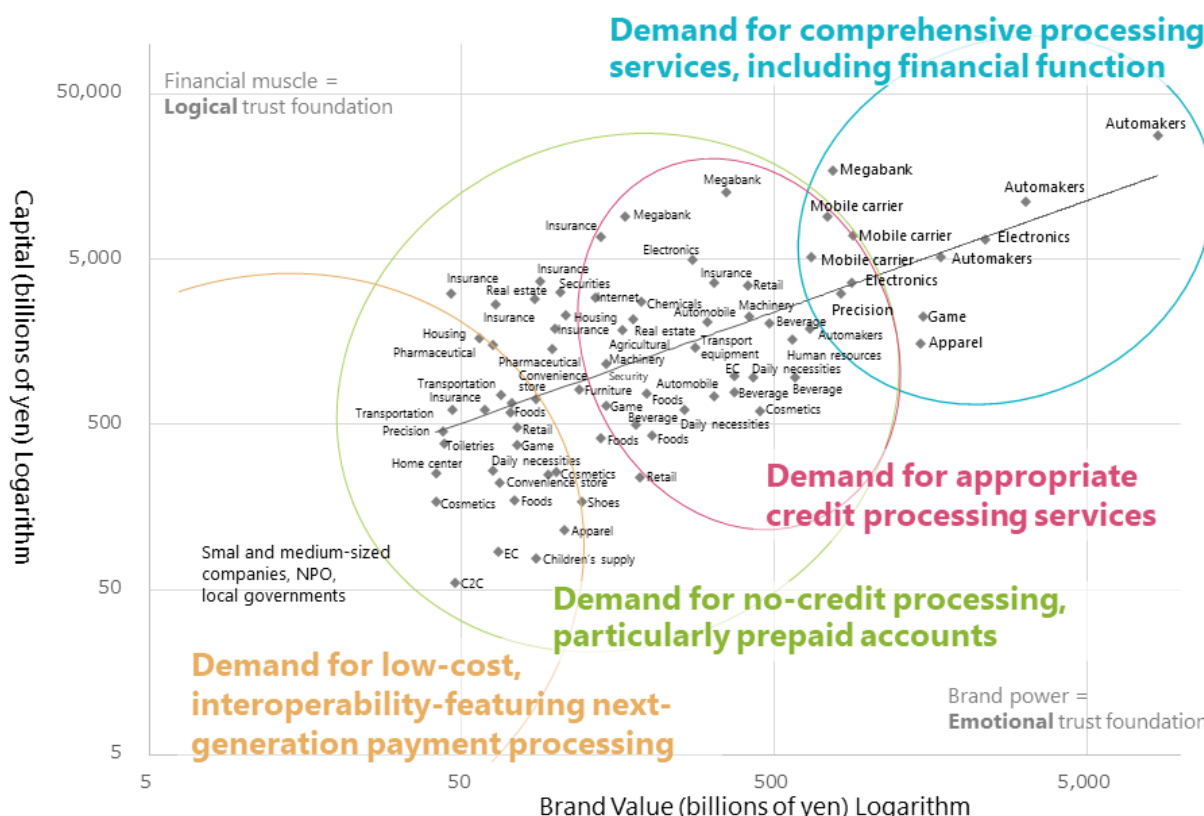 Demand for comprehensive processing
services, including financial function
Financial muscle =
Logical trust foundation
50,000
5,000
500
50
5
Capital (billions of yen) Logarithm
Automakers
Megabank
Automakers
Megabank
Mobile carrier
Megabank
Insurance
Mobile carrier
Electronics
Electronics
Mobile carrier
Automakers
Insurance
Insurance
Insurance
Electronics
Real estate
Securities
Retail
Internet
Chemicals
Machinery
Precision
Insurance
Housing
Automobile
Beverage
Game
Housing
Insurance
Real estate
Automakers
Pharmaceutical
Agricultural
Machinery
Transport
equipment
Human resources
Apparel
Pharmaceutical
Convenience
store
Security
EC
Daily necessities
Transportation
Insurance
Furniture
Automobile
Foods
Beverage
Beverage
Transportation
Foods
Game
Beverage
Daily necessities
Cosmetics
Precision
Retail
Toiletries
Game
Foods
Foods
Home center
Daily necessities
Cosmetics
Retail
Convenience store
Cosmetics
Foods
Shoes
Apparel
EC
Children's supply
C2C
Smal and medium-sized
companies, NPO,
local governments
Demand for appropriate
credit processing services
Demand for no-credit processing,
particularly prepaid accounts
Demand for low-cost,
interoperability-featuring next-
generation payment processing
Brand power =
Emotional trust foundation
5
50
500
5,000
Brand Value (billions of yen) Logarithm